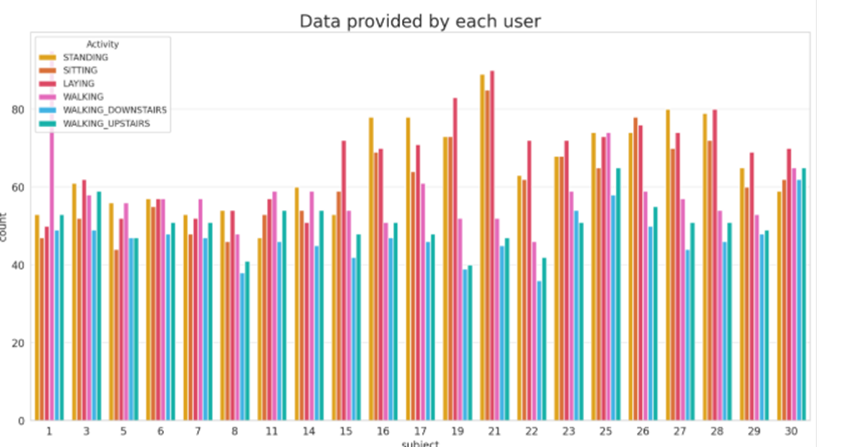 Data provided by each user
Activity
STANDING
SITTING
LAYING
WALKING
WALKING_DOWNSTAIRS
WALKING_UPSTAIRS
80
60
40
20
0
count
1 3 5 6 7 8 11 14 15 16 17 19 21 22 23 25 26 27 28 29 30
subject